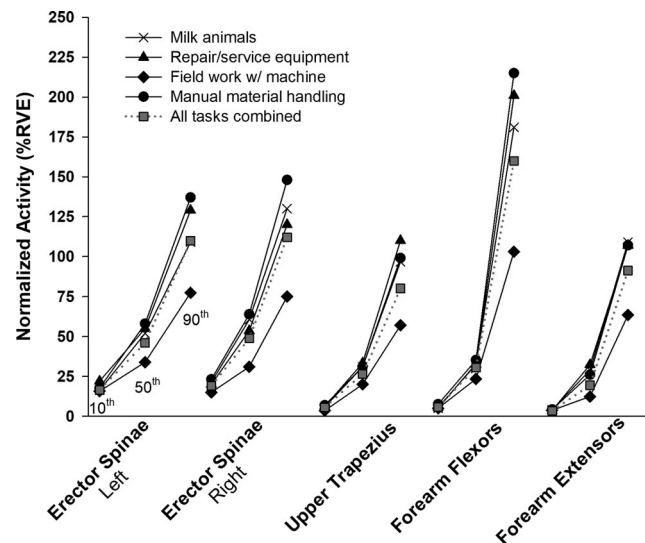 250
225
200
175
150
125
100
75
50
25
0
Normalized Activity (%RVE)
Milk animals
Repair/service equipment
Field work w/ machine
Manual material handling
All tasks combined
10th
50th
90th
Erector Spinae
Left
Erector Spinae
Right
Upper Trapezius
Forearm Flexors
Forearm Extensors